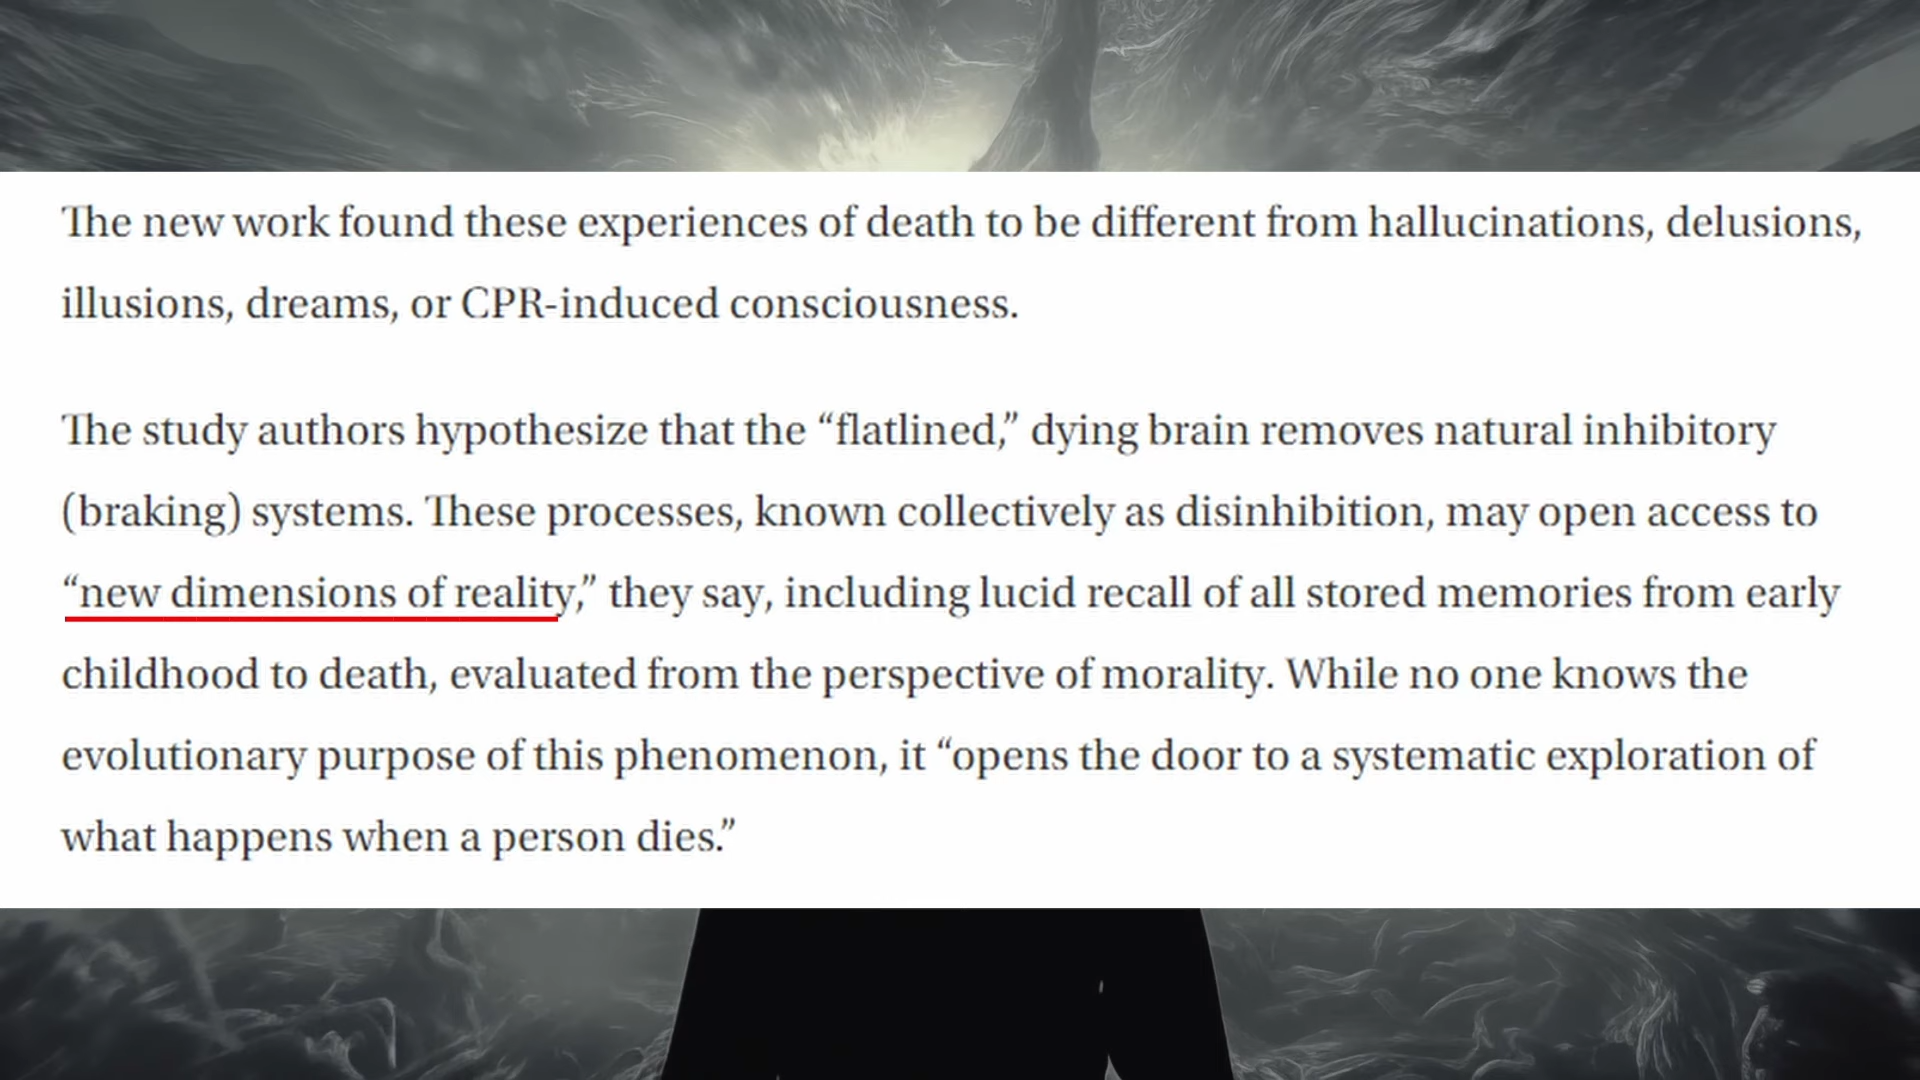 The new work found these experiences of death to be different from hallucinations, delusions,
illusions, dreams, or CPR-induced consciousness.
The study authors hypothesize that the “flatlined,” dying brain removes natural inhibitory
(braking) systems. These processes, known collectively as disinhibition, may open access to
“new dimensions of reality,” they say, including lucid recall of all stored memories from early
childhood to death, evaluated from the perspective of morality. While no one knows the
evolutionary purpose of this phenomenon, it “opens the door to a systematic exploration of
what happens when a person dies.”